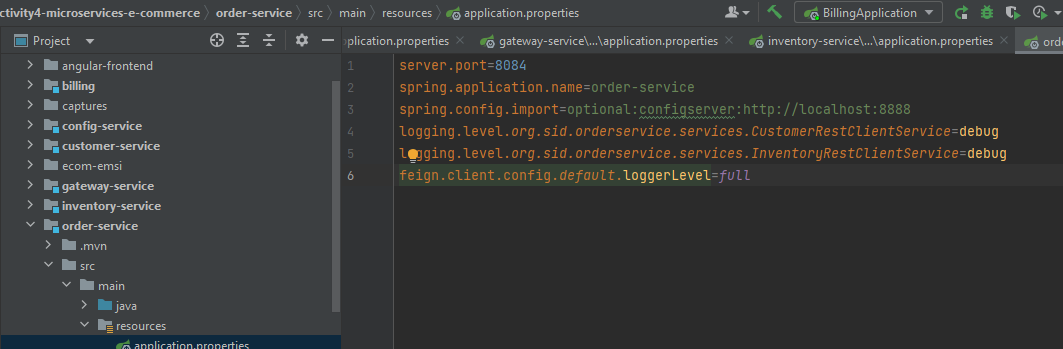 ctivity4-microservices-e-commerce › order-service › src › main › resources › application.properties
BillingApplication
Project
plication.properties × gateway-service\...\application.properties × inventory-service\...\application.properties × orde
angular-frontend
billing
captures
config-service
customer-service
ecom-emsi
gateway-service
inventory-service
order-service
.mvn
src
main
java
resources
application.properties
1 server.port=8084
2 spring.application.name=order-service
3 spring.config.import=optional:configserver:http://localhost:8888
4 logging.level.org.sid.orderservice.services.CustomerRestClientService=debug
5 logging.level.org.sid.orderservice.services.InventoryRestClientService=debug
6 feign.client.config.default.loggerLevel=full